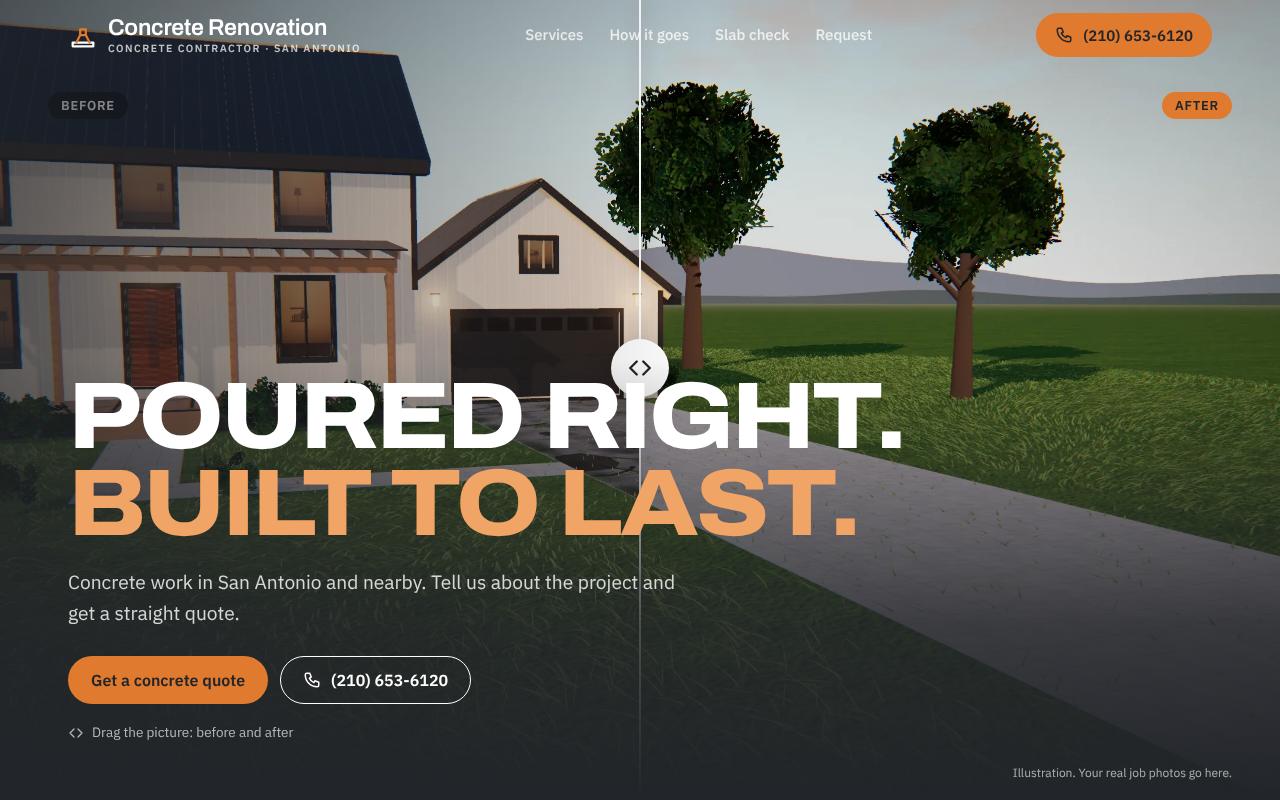 Concrete Renovation
CONCRETE CONTRACTOR · SAN ANTONIO
Services
How it goes
Slab check
Request
(210) 653-6120
BEFORE
AFTER
POURED RIGHT.
BUILT TO LAST.
Concrete work in San Antonio and nearby. Tell us about the project and
get a straight quote.
Get a concrete quote
(210) 653-6120
Drag the picture: before and after
Illustration. Your real job photos go here.